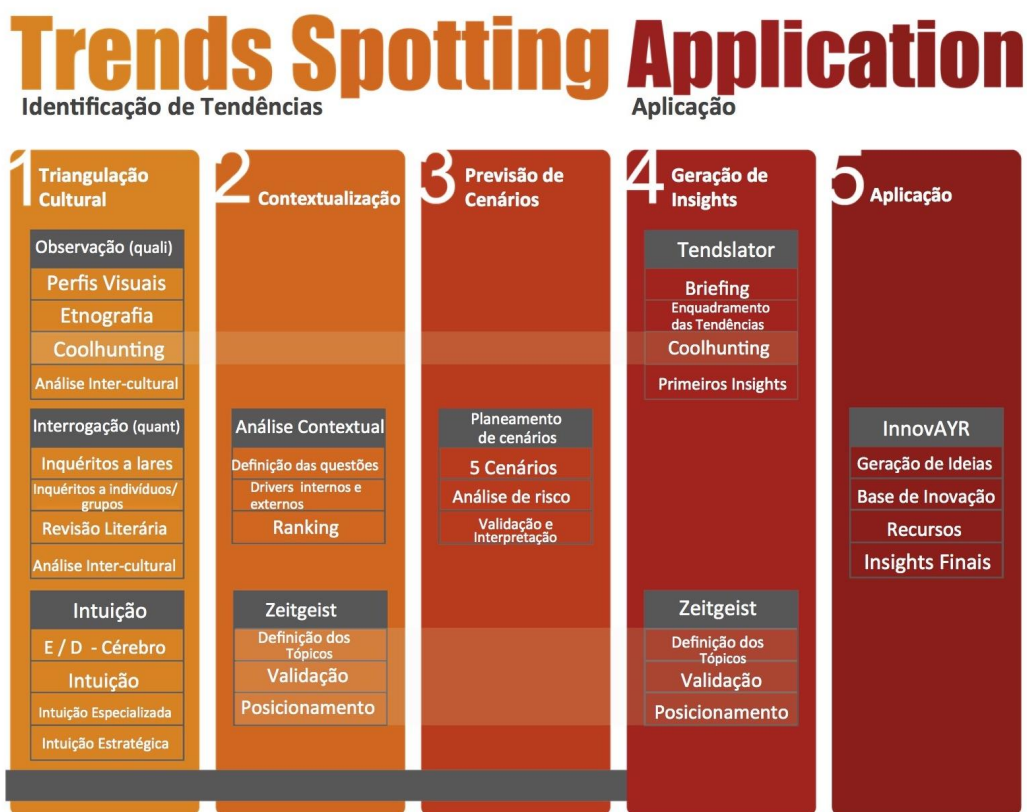 Trends Spotting Application
Identificação de Tendências
Aplicação
1 Triangulação
Cultural
Observação (quali)
Perfis Visuais
Etnografia
Coolhunting
Análise Inter-cultural
Interrogação (quant)
Inquéritos a lares
Inquéritos a indivíduos/
grupos
Revisão Literária
Análise Inter-cultural
Intuição
E / D - Cérebro
Intuição
Intuição Especializada
Intuição Estratégica
2 Contextualização
Análise Contextual
Definição das questões
Drivers internos e
externos
Ranking
Zeitgeist
Definição dos
Tópicos
Validação
Posicionamento
3 Previsão de
Cenários
Planeamento
de cenários
5 Cenários
Análise de risco
Validação e
Interpretação
4 Geração de
Insights
Tendslator
Briefing
Enquadramento
das Tendências
Coolhunting
Primeiros Insights
Zeitgeist
Definição dos
Tópicos
Validação
Posicionamento
5 Aplicação
InnovAYR
Geração de Ideias
Base de Inovação
Recursos
Insights Finais